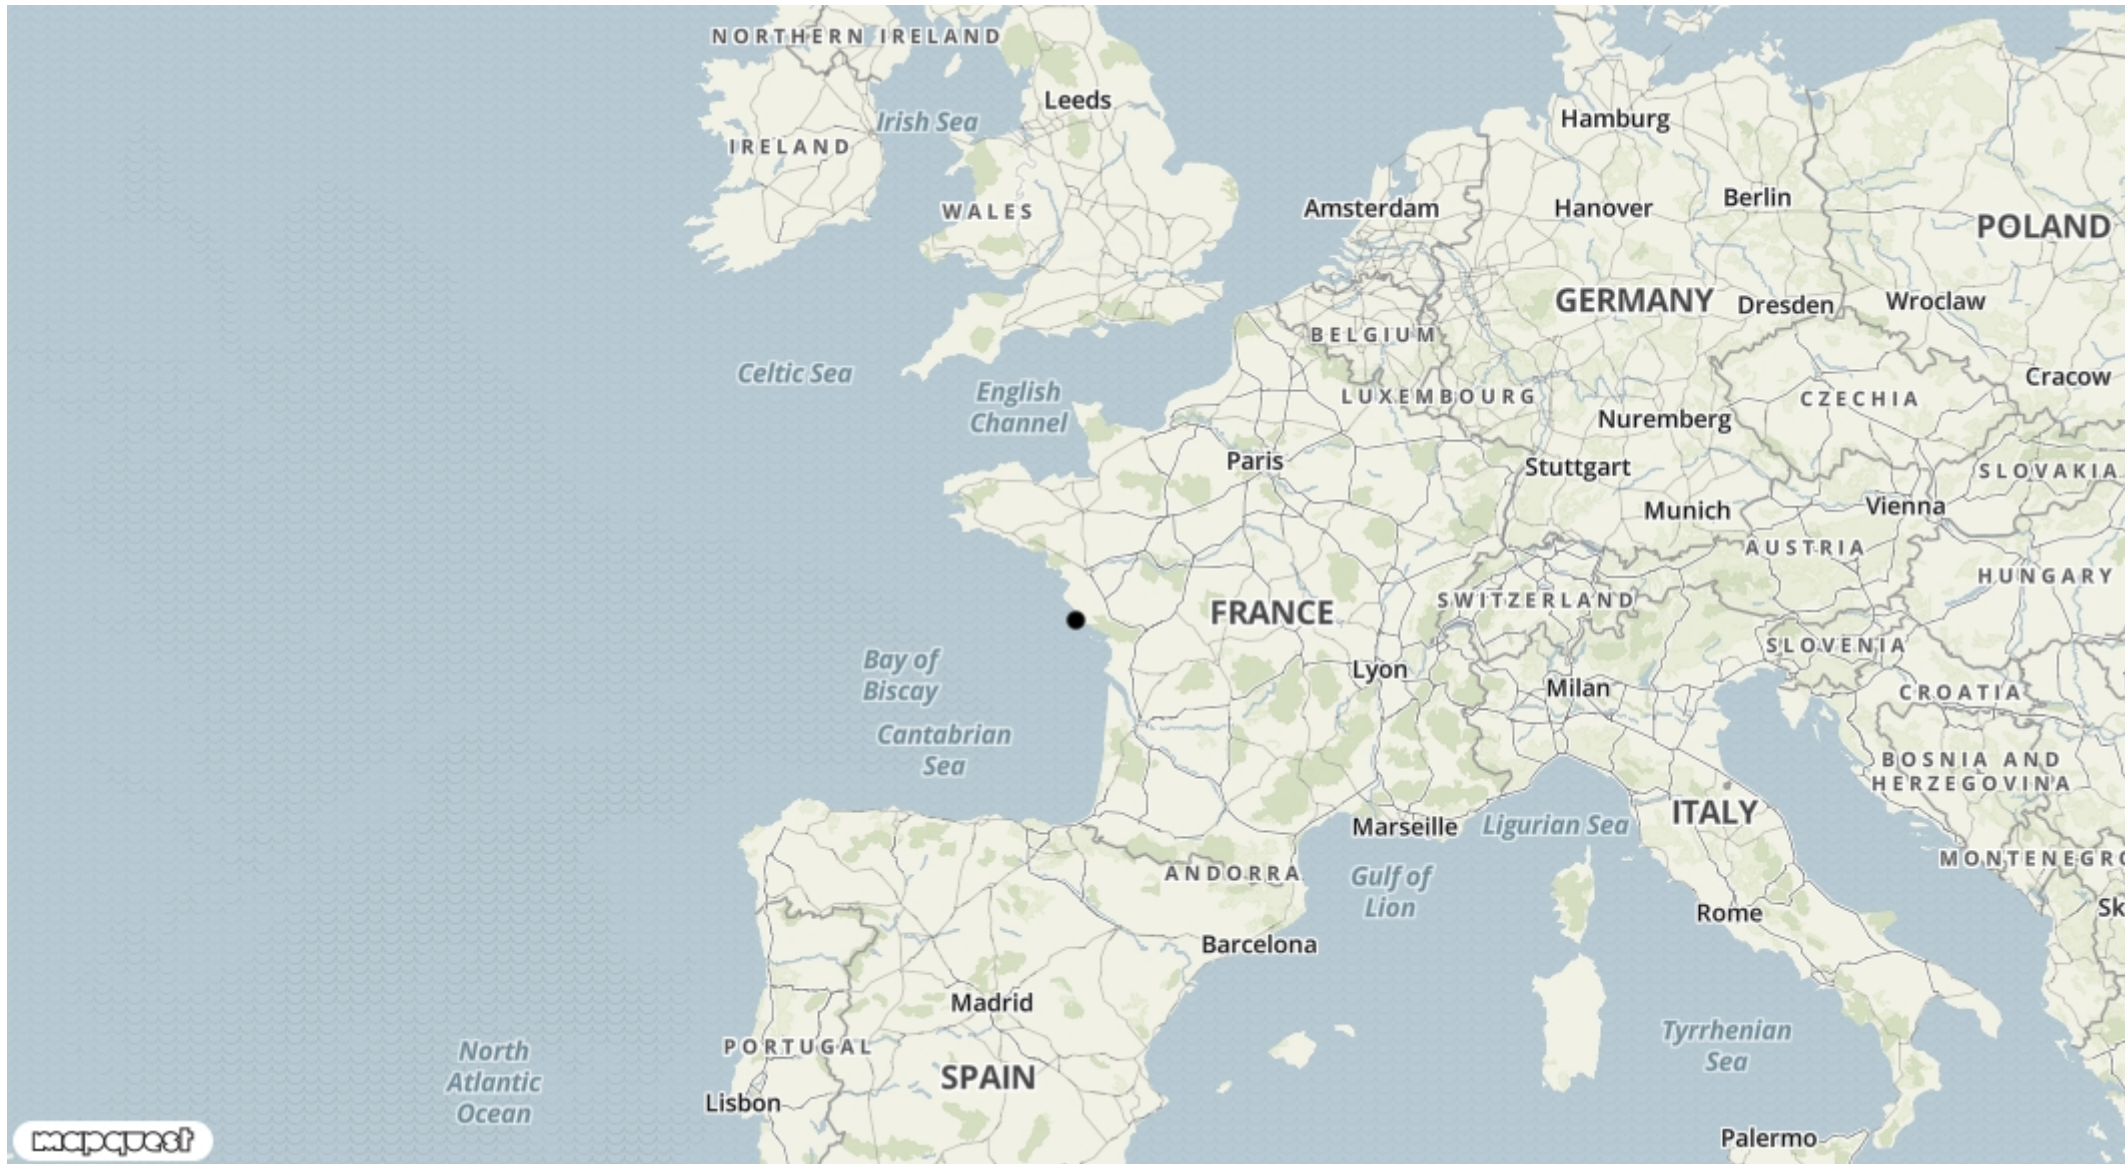 NORTHERN IRELAND
Leeds
Hamburg
Irish Sea
IRELAND
Berlin
WALES
Amsterdam
Hanover
POLAND
GERMANY
Dresden
Wroclaw
BELGIUM
Celtic Sea
Cracow
English
Channel
LUXEMBOURG
CZECHIA
Nuremberg
Paris
Stuttgart
SLOVAKIA
Munich
Vienna
AUSTRIA
HUNGARY
SWITZERLAND
FRANCE
SLOVENIA
Bay of
Biscay
Lyon
Milan
CROATIA
Cantabrian
Sea
BOSNIA AND
HERZEGOVINA
ITALY
Marseille
Ligurian Sea
MONTENEGRO
ANDORRA
Gulf of
Lion
Sk
Rome
Barcelona
Madrid
Tyrrhenian
Sea
PORTUGAL
North
Atlantic
Ocean
SPAIN
Lisbon
Palermo
mapquest